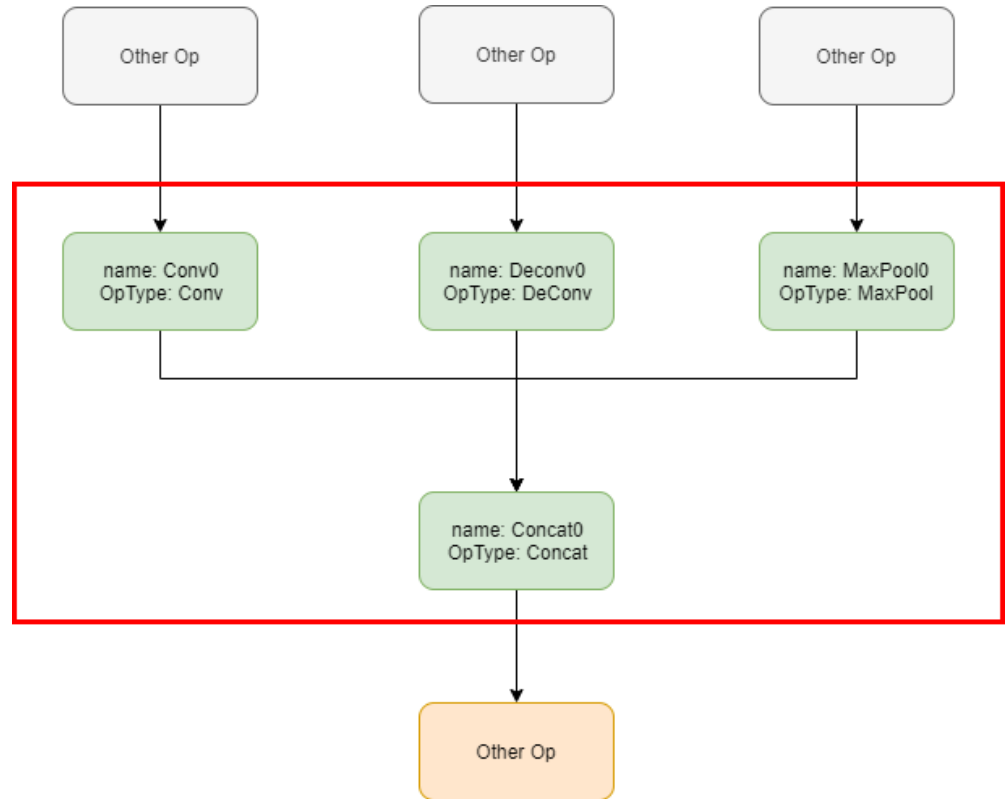 Other Op
Other Op
Other Op
name: Conv0
OpType: Conv
name: Deconv0
OpType: DeConv
name: MaxPool0
OpType: MaxPool
name: Concat0
OpType: Concat
Other Op